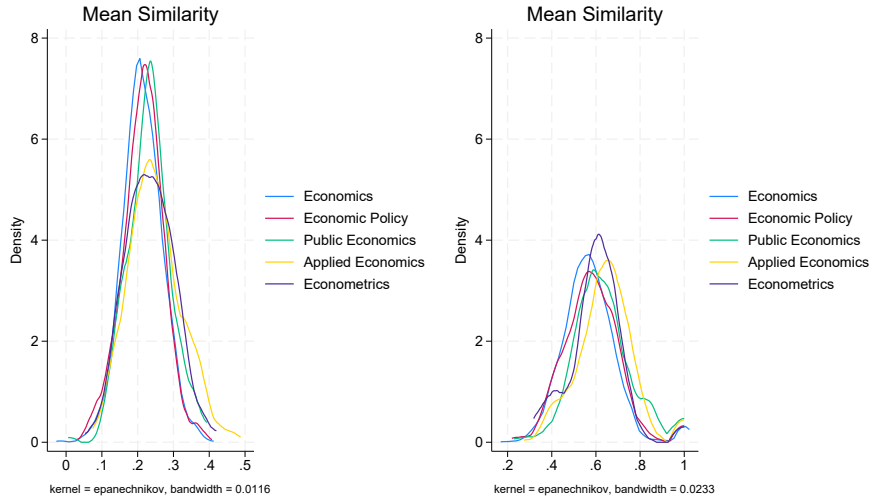 Mean Similarity
8
6
4
2
0
Density
0 .1 .2 .3 .4 .5
kernel = epanechnikov, bandwidth = 0.0116
Economics
Economic Policy
Public Economics
Applied Economics
Econometrics
Mean Similarity
8
6
4
2
0
Density
.2 .4 .6 .8 1
kernel = epanechnikov, bandwidth = 0.0233
Economics
Economic Policy
Public Economics
Applied Economics
Econometrics